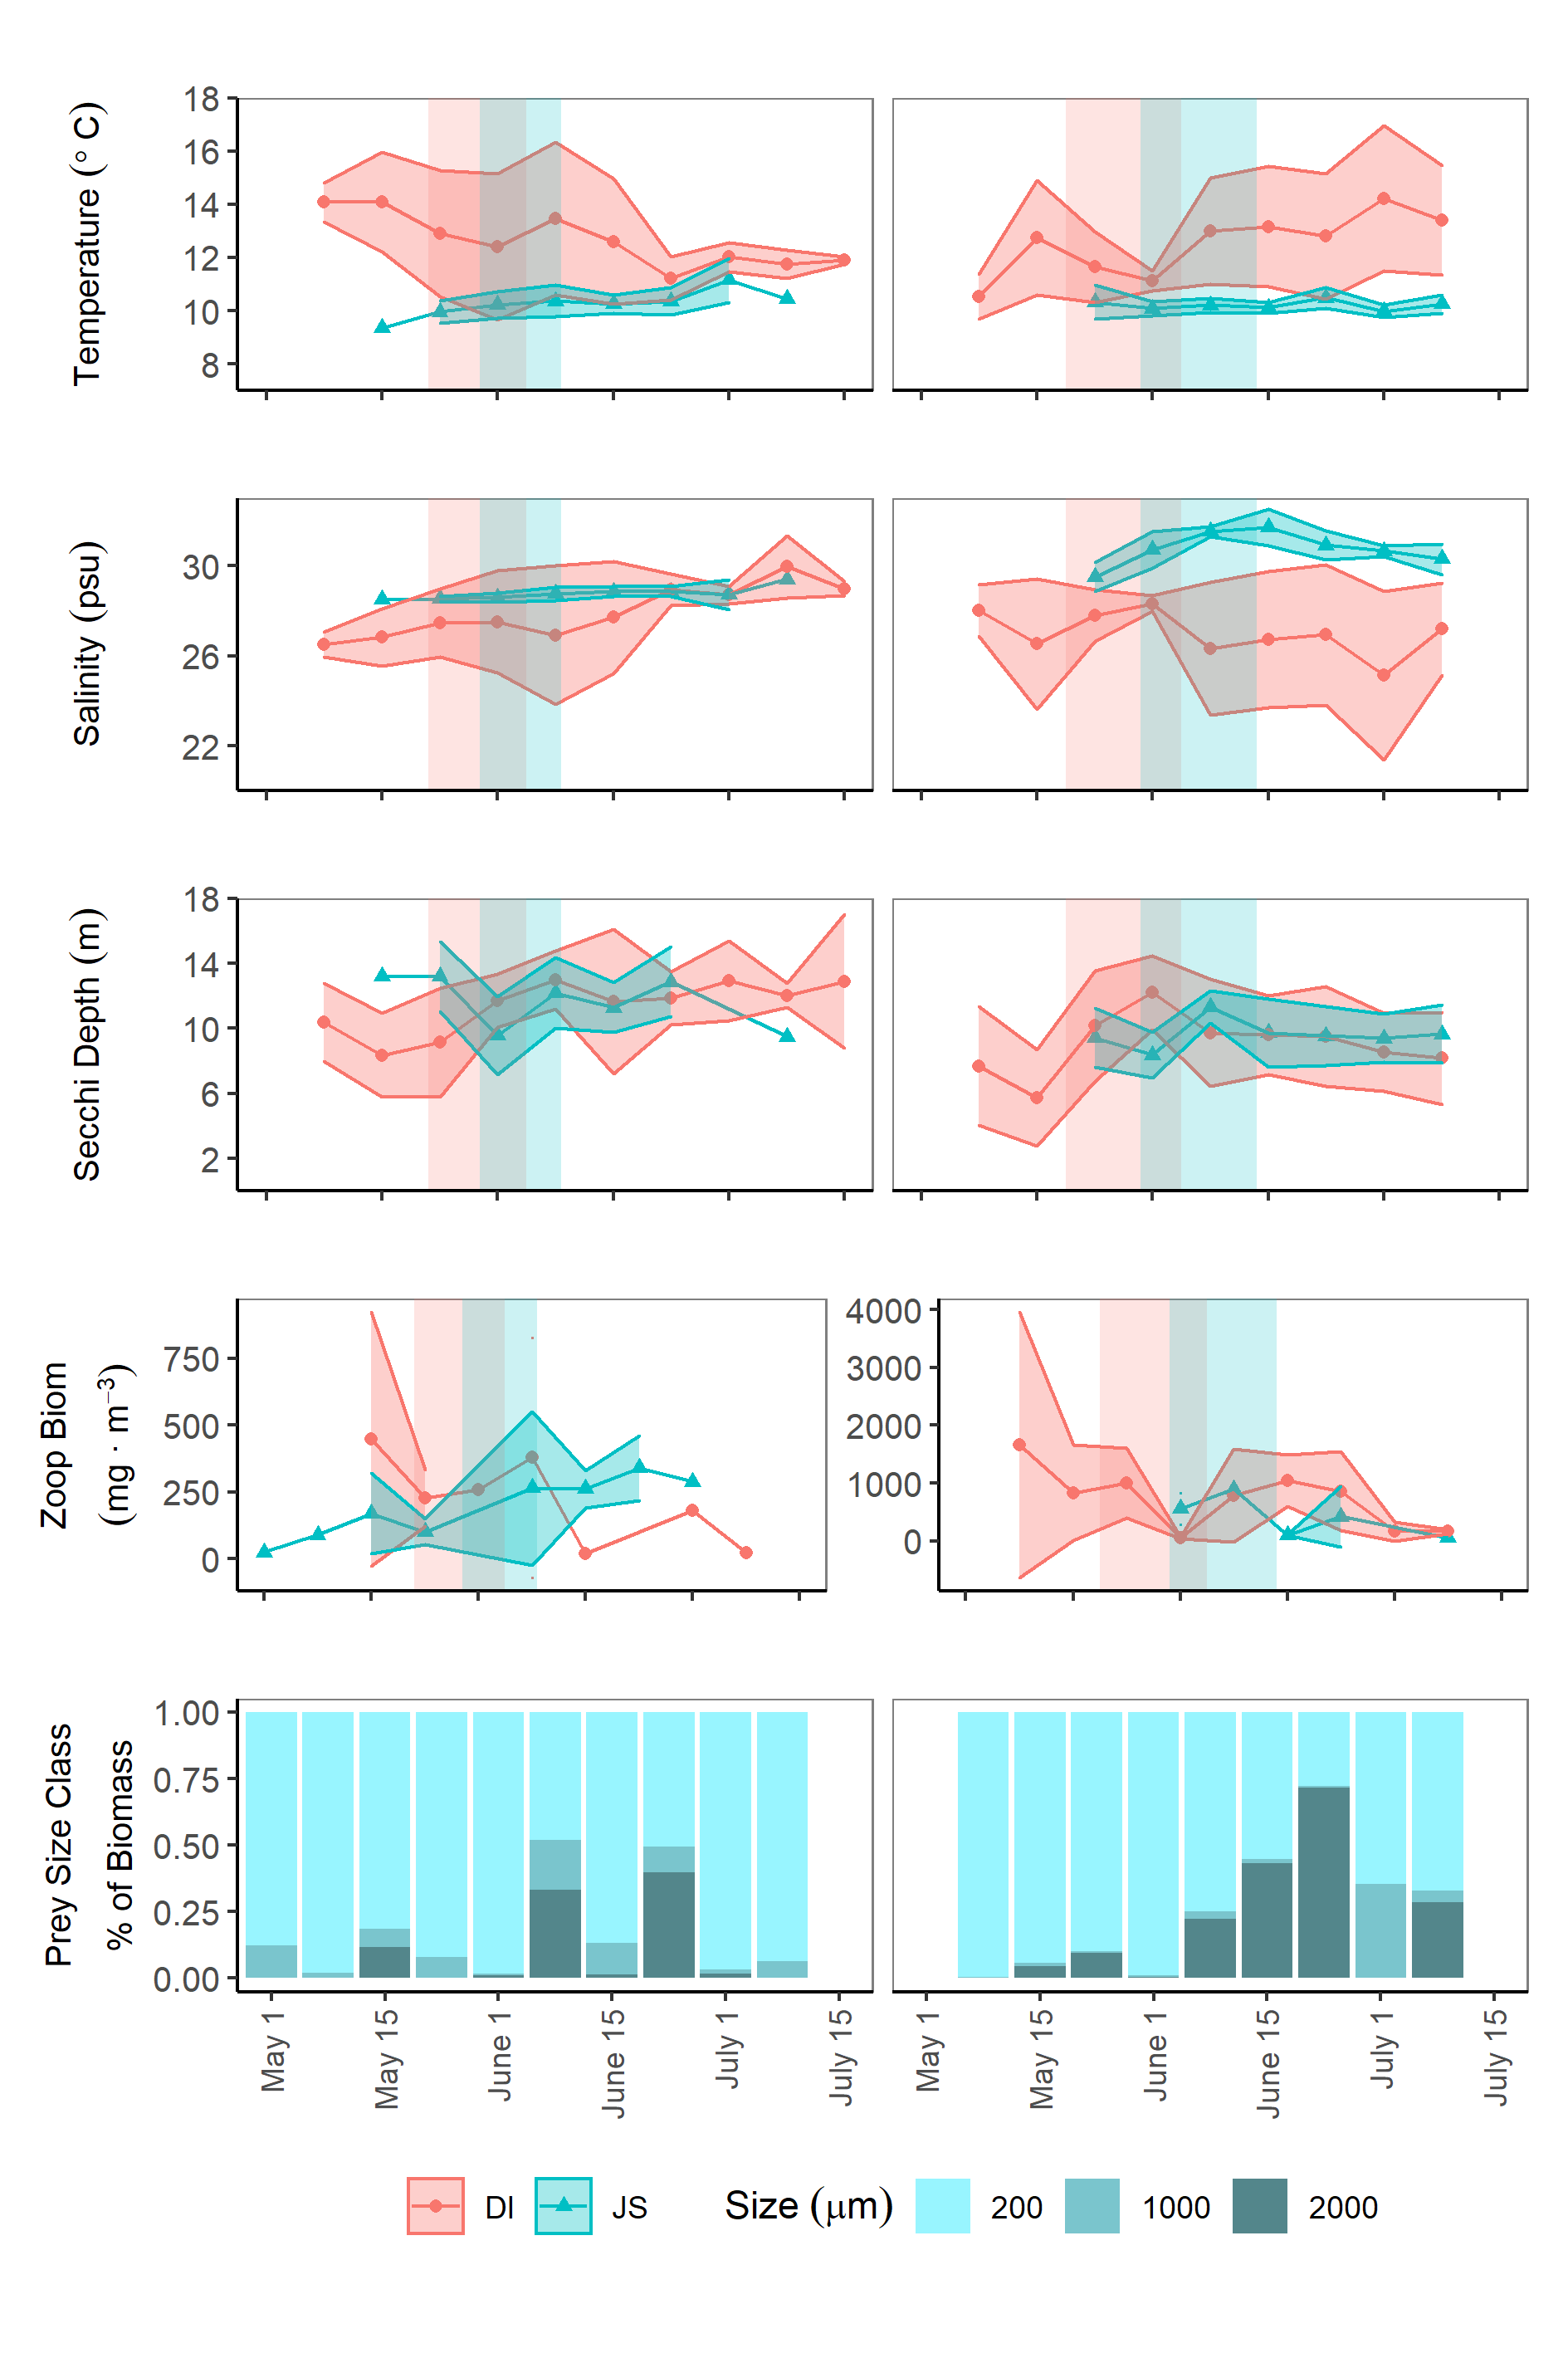 Temperature (° C)
18
16
14
12
10
8
Salinity (psu)
30
26
22
Secchi Depth (m)
18
14
10
6
2
Zoop Biom
(mg · m⁻³)
750
500
250
0
4000
3000
2000
1000
0
Prey Size Class
% of Biomass
1.00
0.75
0.50
0.25
0.00
May 1
May 15
June 1
June 15
July 1
July 15
May 1
May 15
June 1
June 15
July 1
July 15
DI JS Size (μm) 200 1000 2000